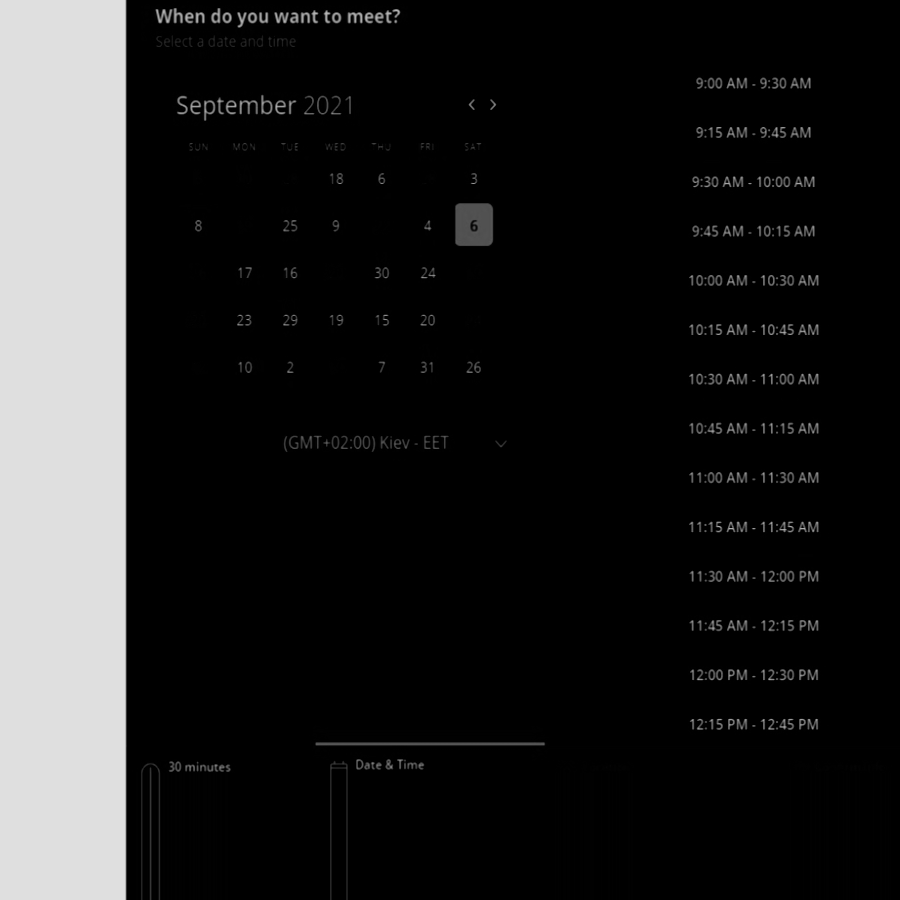 When do you want to meet?
Select a date and time
September 2021
SUN MON TUE WED THU FRI SAT
18 6 3
8 25 9 4 6
17 16 30 24
23 29 19 15 20
10 2 7 31 26
(GMT+02:00) Kiev - EET
9:00 AM - 9:30 AM
9:15 AM - 9:45 AM
9:30 AM - 10:00 AM
9:45 AM - 10:15 AM
10:00 AM - 10:30 AM
10:15 AM - 10:45 AM
10:30 AM - 11:00 AM
10:45 AM - 11:15 AM
11:00 AM - 11:30 AM
11:15 AM - 11:45 AM
11:30 AM - 12:00 PM
11:45 AM - 12:15 PM
12:00 PM - 12:30 PM
12:15 PM - 12:45 PM
30 minutes
Date & Time